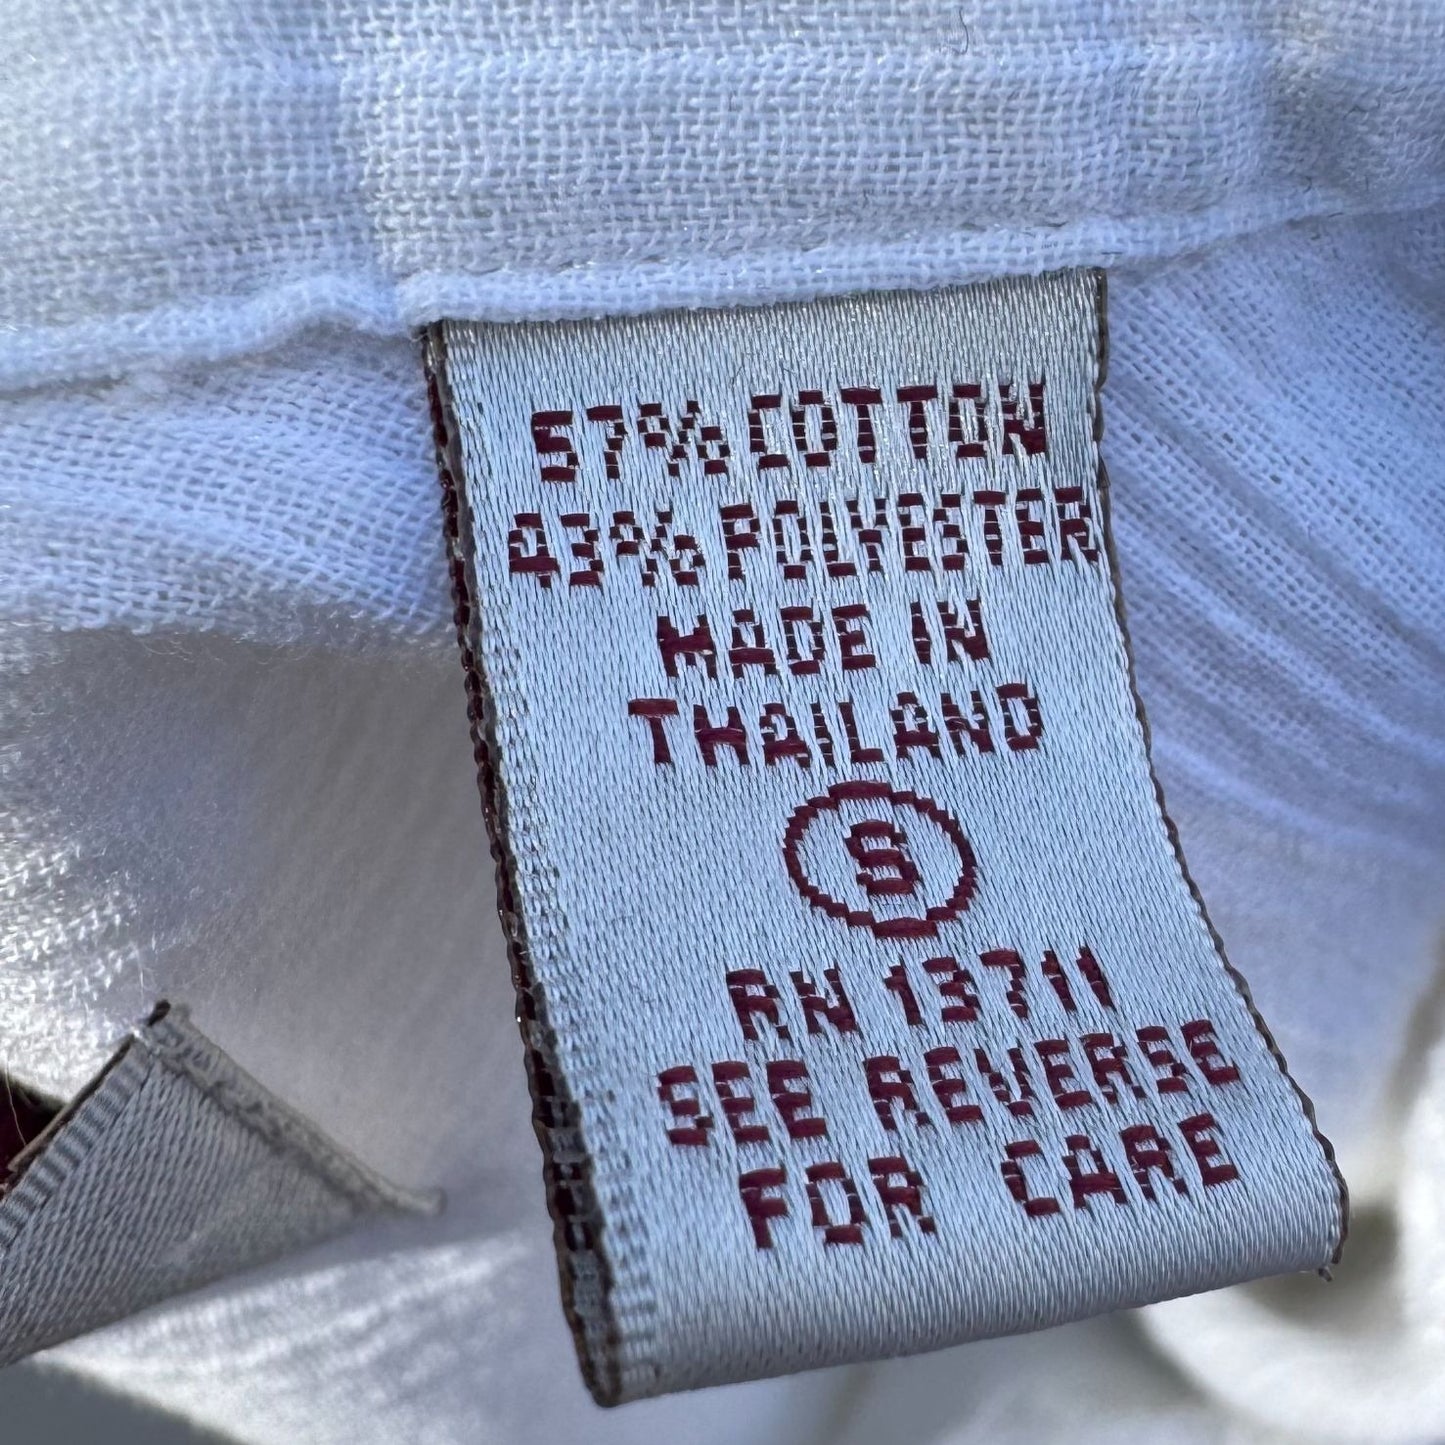 57% COTTON
43% POLYESTER
MADE IN
THAILAND
S
RN 13711
SEE REVERSE
FOR CARE